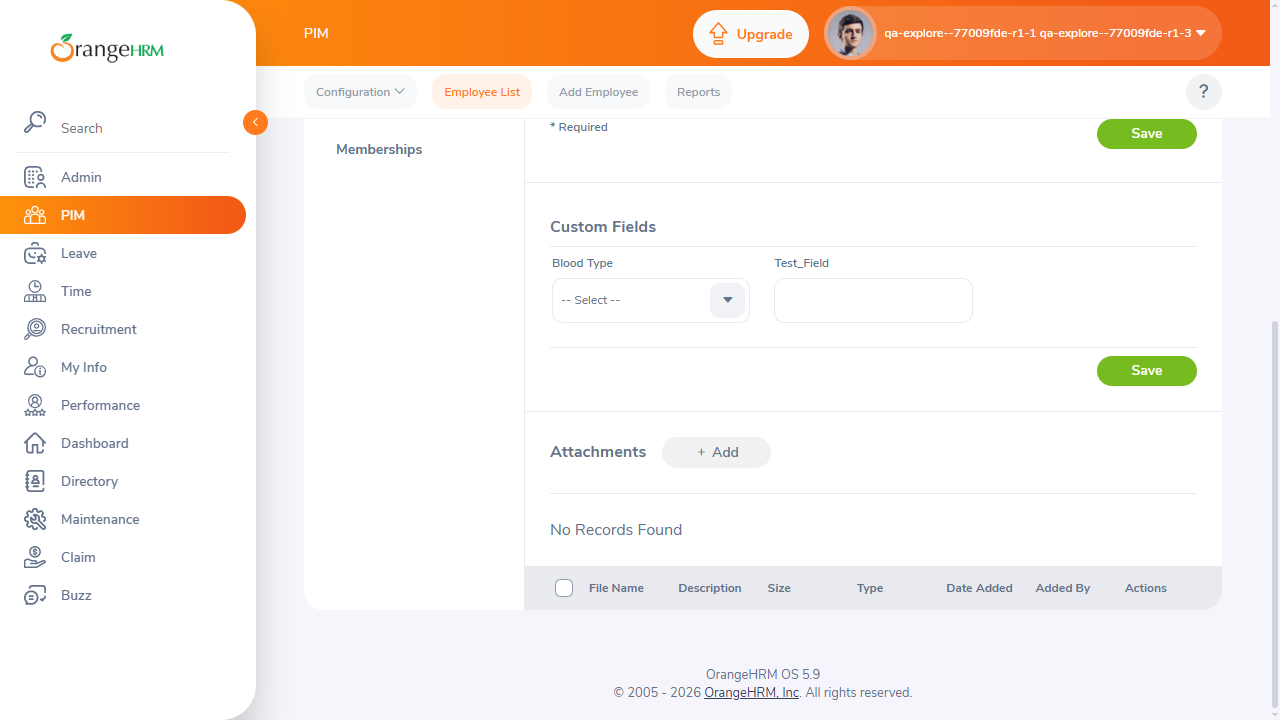 OrangeHRM
PIM
Upgrade
qa-explore--77009fde-r1-1 qa-explore--77009fde-r1-3
Configuration
Employee List
Add Employee
Reports
?
Search
Admin
PIM
Leave
Time
Recruitment
My Info
Performance
Dashboard
Directory
Maintenance
Claim
Buzz
Memberships
* Required
Save
Custom Fields
Blood Type
Test_Field
-- Select --
Save
Attachments
+ Add
No Records Found
File Name
Description
Size
Type
Date Added
Added By
Actions
OrangeHRM OS 5.9
© 2005 - 2026 OrangeHRM, Inc. All rights reserved.